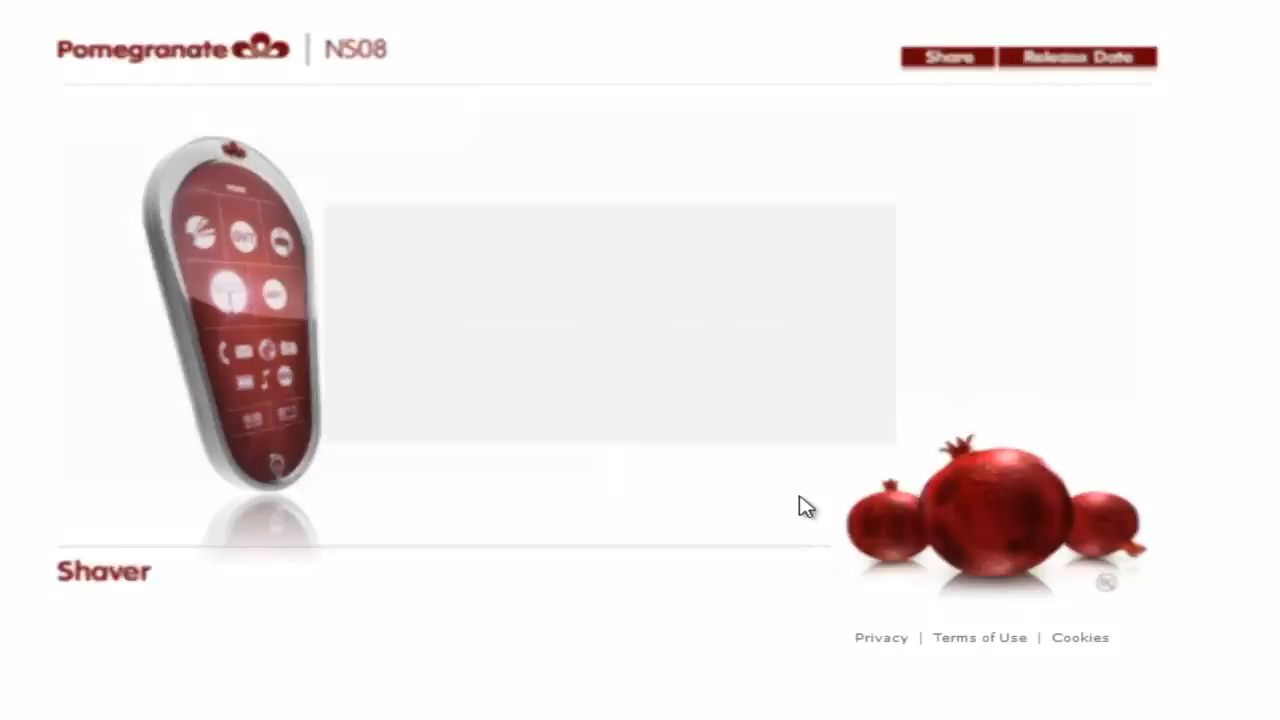 Pomegranate | NS08
Share
Release Date
Shaver
Privacy | Terms of Use | Cookies